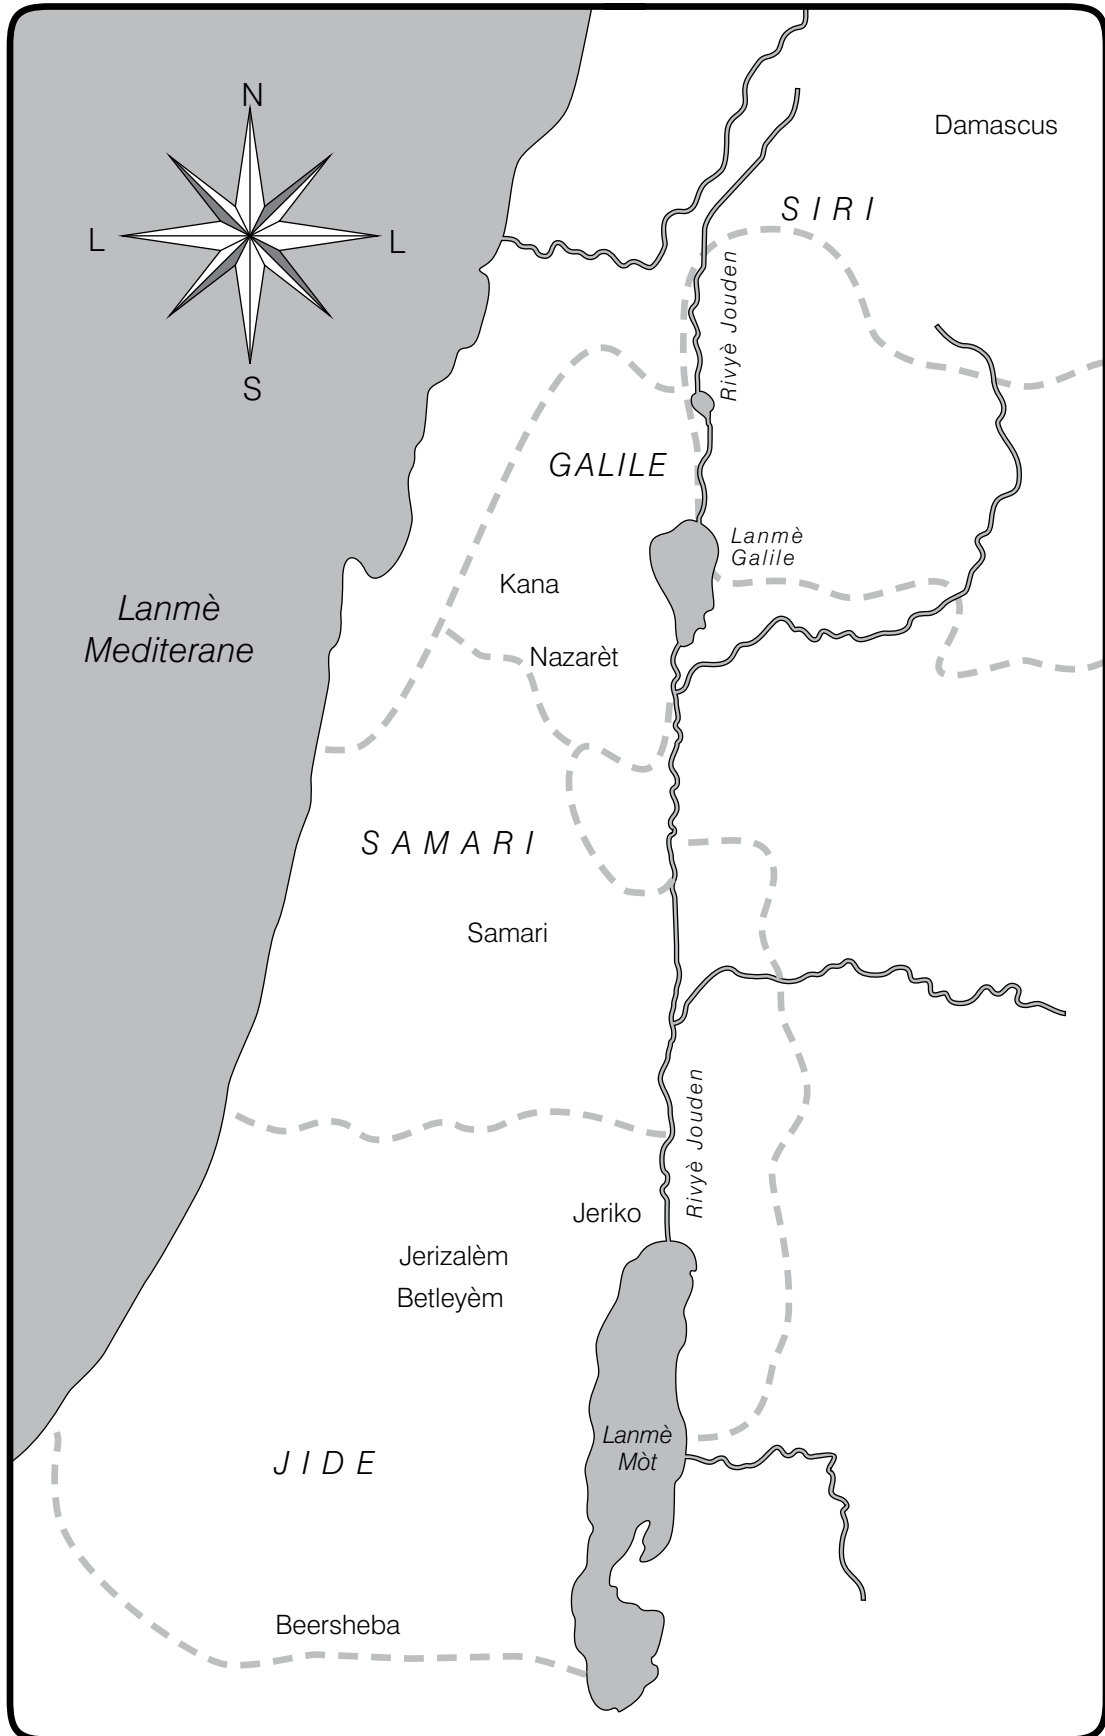 N
Damascus
SIRI
L
L
Rivyè Jouden
S
GALILE
Lanmè
Galile
Kana
Lanmè
Mediterane
Nazarèt
SAMARI
Samari
Rivyè Jouden
Jeriko
Jerizalèm
Betleyèm
Lanmè
Mòt
JIDE
Beersheba